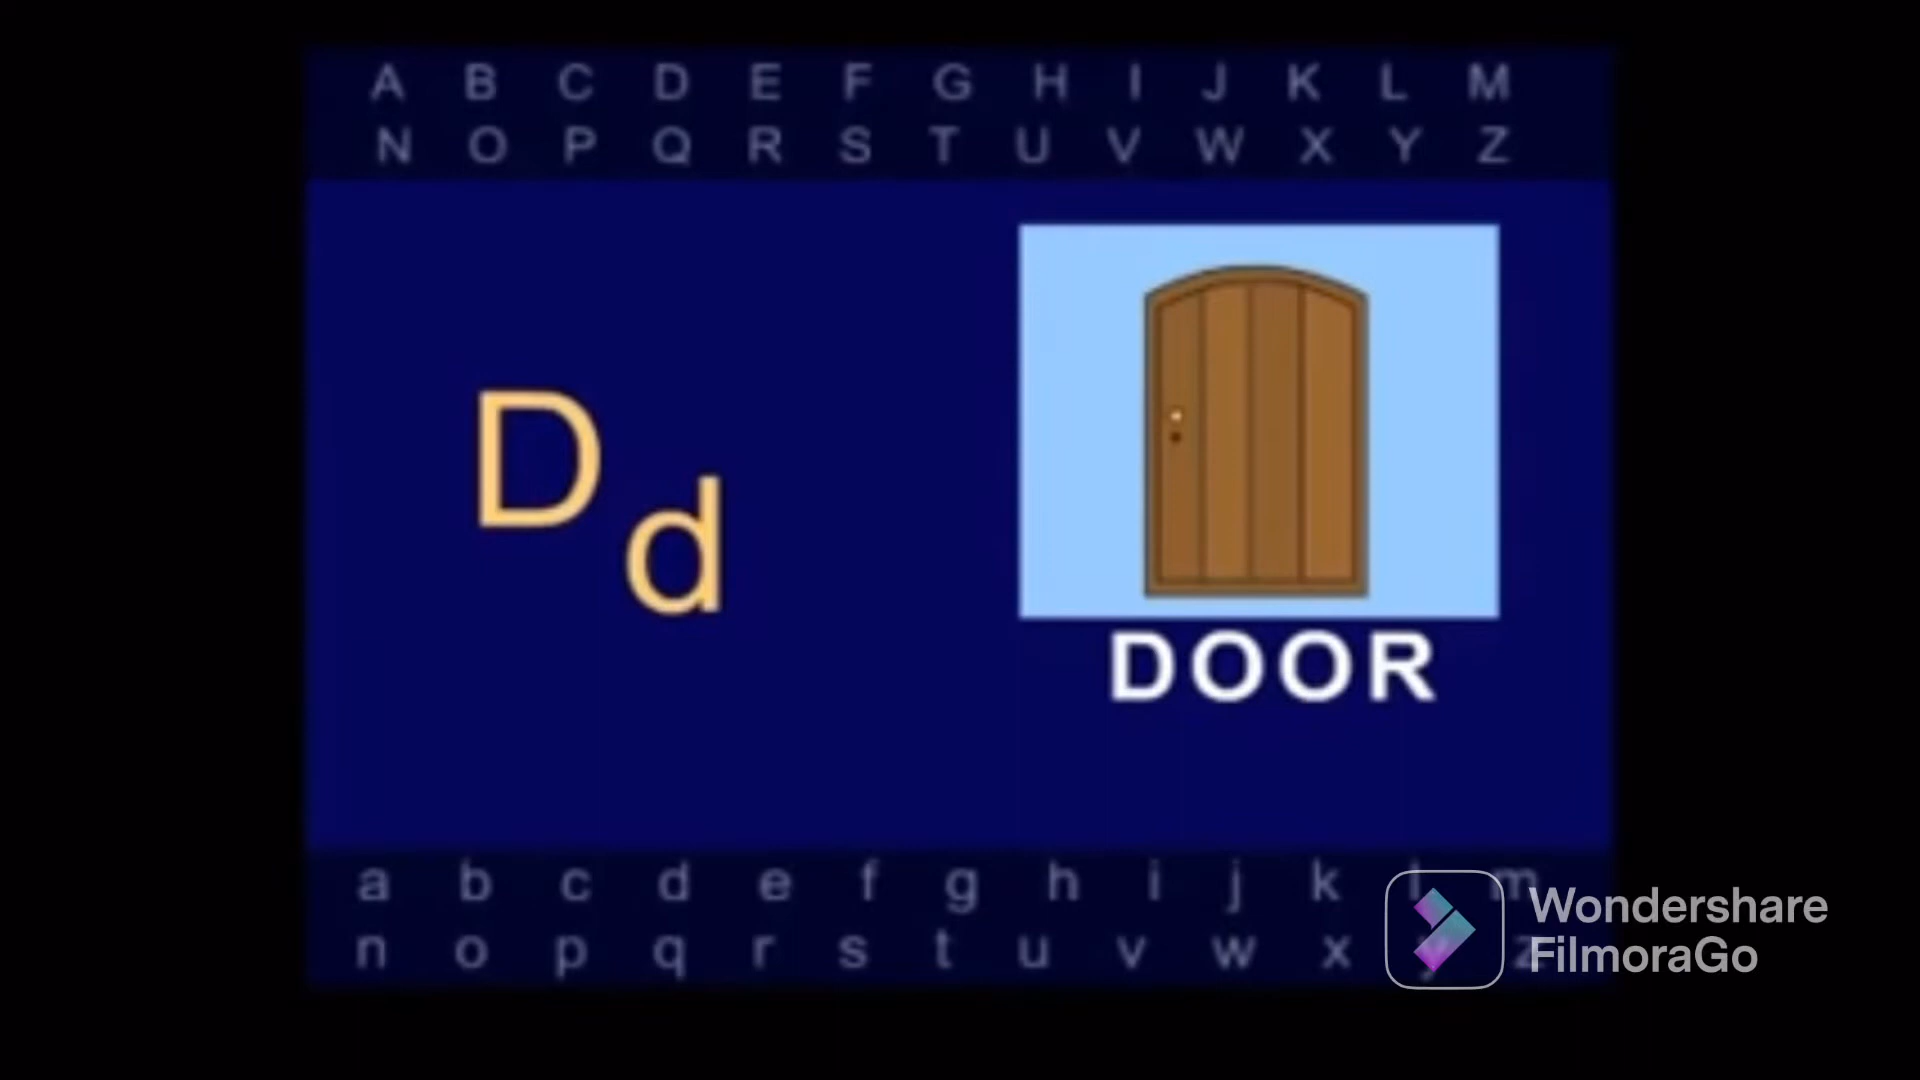 A B C D E F G H I J K L M
N O P Q R S T U V W X Y Z
D
d
DOOR
a b c d e f g h i j k l m
n o p q r s t u v w x y z
Wondershare
FilmoraGo